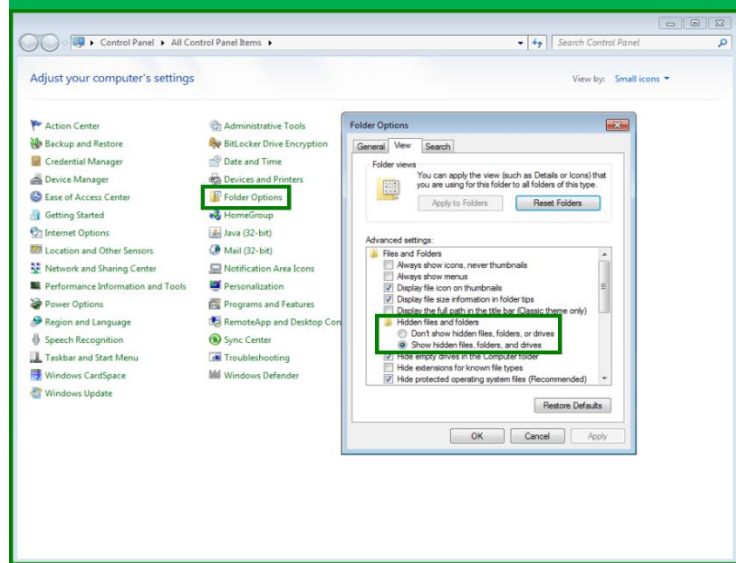 Control Panel ▸ All Control Panel Items ▸
Search Control Panel
Adjust your computer's settings
View by: Small icons
Action Center
Backup and Restore
Credential Manager
Device Manager
Ease of Access Center
Getting Started
Internet Options
Location and Other Sensors
Network and Sharing Center
Performance Information and Tools
Power Options
Region and Language
Speech Recognition
Taskbar and Start Menu
Windows CardSpace
Windows Update
Administrative Tools
BitLocker Drive Encryption
Date and Time
Devices and Printers
Folder Options
HomeGroup
Java (32-bit)
Mail (32-bit)
Notification Area Icons
Personalization
Programs and Features
RemoteApp and Desktop Con
Sync Center
Troubleshooting
Windows Defender
Folder Options
General View Search
Folder views
You can apply the view (such as Details or Icons) that
you are using for this folder to all folders of this type.
Apply to Folders Reset Folders
Advanced settings:
Files and Folders
Always show icons, never thumbnails
Always show menus
Display file icon on thumbnails
Display file size information in folder tips
Display the full path in the title bar (Classic theme only)
Hidden files and folders
Don't show hidden files, folders, or drives
Show hidden files, folders, and drives
Hide empty drives in the Computer folder
Hide extensions for known file types
Hide protected operating system files (Recommended)
Restore Defaults
OK Cancel Apply